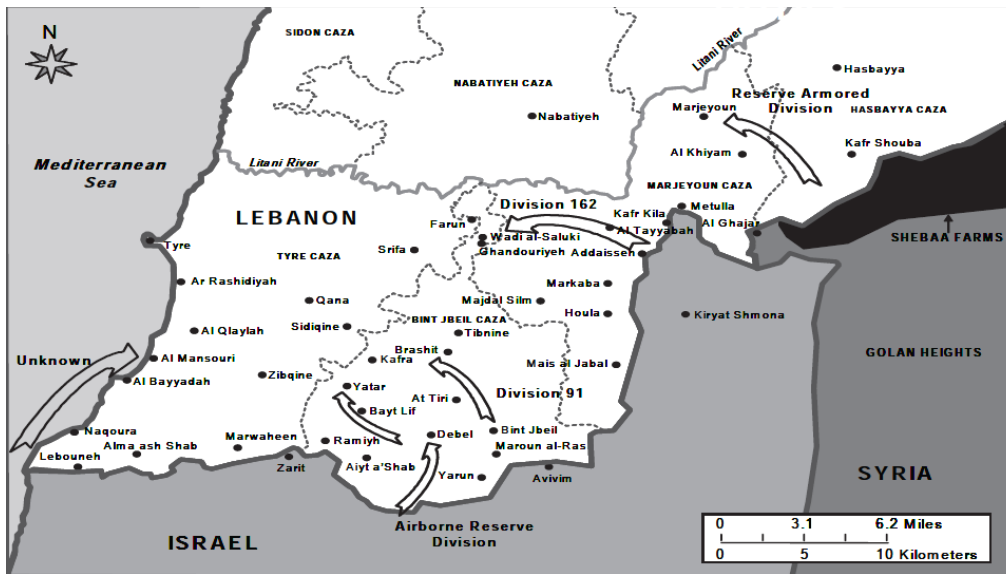 N
SIDON CAZA
Litani River
Hasbayya
NABATIYEH CAZA
Reserve Armored
Division
Marjeyoun
HASBAYYA CAZA
Nabatiyeh
Mediterranean
Sea
Litani River
Al Khiyam
Kafr Shouba
MARJEYOUN CAZA
Division 162
Metulla
LEBANON
Farun
Kafr Kila
Al Tayyabah
Al Ghajar
Tyre
Wadi al-Saluki
SHEBAA FARMS
Srifa
Ghandouriyeh
Addaisseh
TYRE CAZA
Ar Rashidiyah
Markaba
Qana
Majdal Silm
Houla
Kiryat Shmona
Al Qlaylah
Sidiqine
BINT JBEIL CAZA
Tibnine
Unknown
Al Mansouri
Kafra
Brashit
Mais al Jabal
GOLAN HEIGHTS
Al Bayyadah
Zibqine
Yatar
Division 91
At Tiri
Bayt Lif
Naqoura
Alma ash Shab
Marwaheen
Ramiyh
Debel
Bint Jbeil
Maroun al-Ras
Lebouneh
Zarit
Aiyt a'Shab
Yarun
Avivim
SYRIA
Airborne Reserve
Division
ISRAEL
0 3.1 6.2 Miles
0 5 10 Kilometers